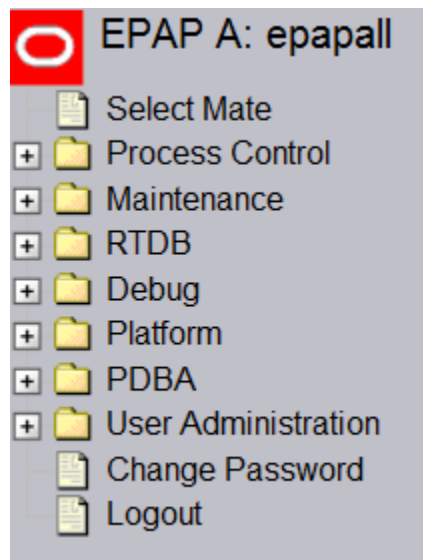 EPAP A: epapall
Select Mate
Process Control
Maintenance
RTDB
Debug
Platform
PDBA
User Administration
Change Password
Logout